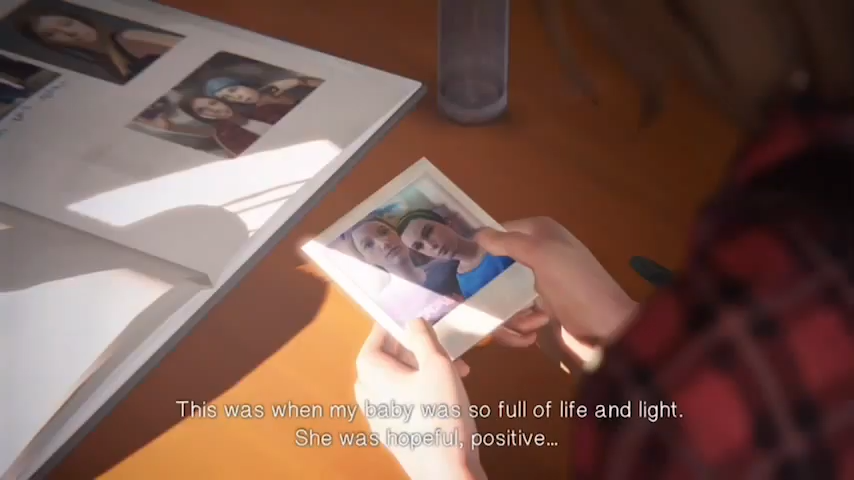 This was when my baby was so full of life and light.
She was hopeful, positive...